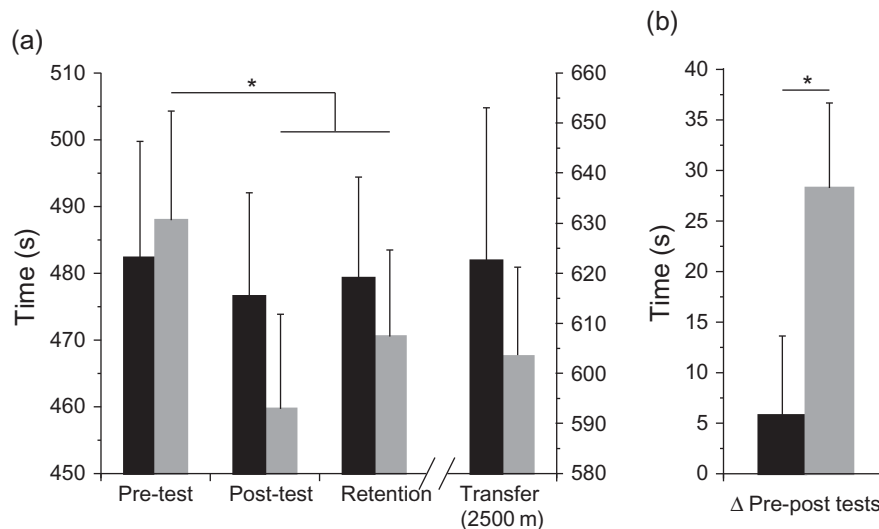 (a)
(b)
510
500
490
480
470
460
450
Time (s)
*
660
650
640
630
620
610
600
590
580
Pre-test
Post-test
Retention
Transfer
(2500 m)
40
35
30
25
20
15
10
5
0
Time (s)
*
Δ Pre-post tests